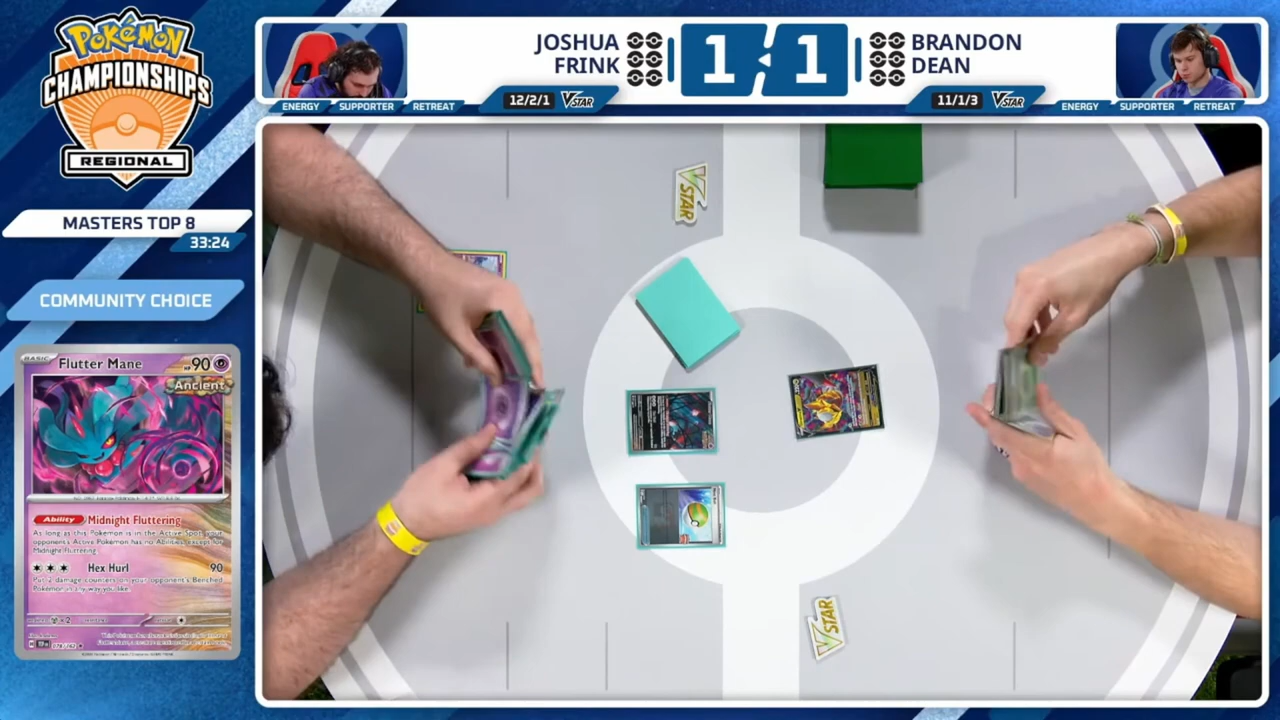 POKéMON
CHAMPIONSHIPS
REGIONAL
MASTERS TOP 8
33:24
COMMUNITY CHOICE
BASIC Flutter Mane HP 90
Ancient
Ability Midnight Fluttering
As long as this Pokémon is in the Active Spot, your
opponent's Active Pokémon has no Abilities, except for
Midnight Fluttering.
Hex Hurl 90
Put 2 damage counters on your opponent's Benched
Pokémon in any way you like.
JOSHUA
FRINK
1 1
BRANDON
DEAN
ENERGY SUPPORTER RETREAT
12/2/1 VSTAR
11/1/3 VSTAR
ENERGY SUPPORTER RETREAT
VSTAR
VSTAR